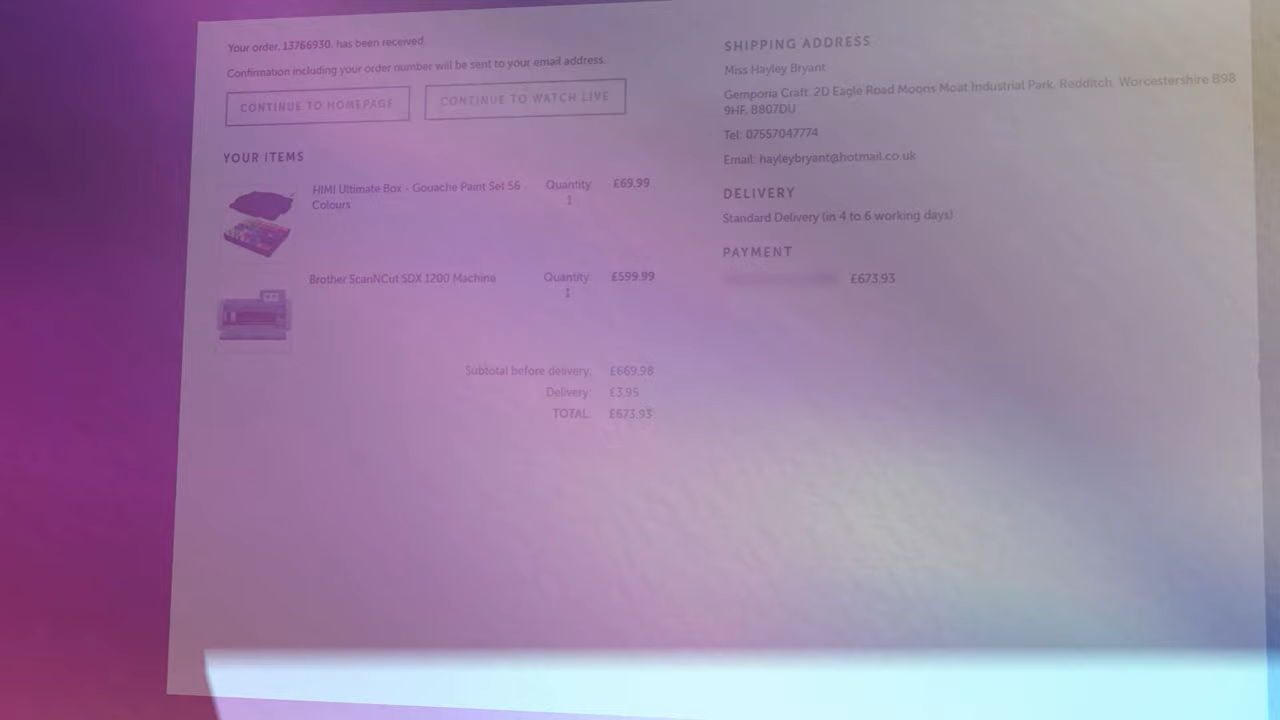 Your order, 13766930, has been received
Confirmation including your order number will be sent to your email address.
CONTINUE TO HOMEPAGE
CONTINUE TO WATCH LIVE
YOUR ITEMS
HIMI Ultimate Box - Gouache Paint Set 56
Colours
Quantity:
1
£69.99
Brother ScanNCut SDX 1200 Machine
Quantity:
1
£599.99
Subtotal before delivery: £669.98
Delivery: £3.95
TOTAL: £673.93
SHIPPING ADDRESS
Miss Hayley Bryant
Gemporia Craft, 2D Eagle Road Moons Moat Industrial Park, Redditch, Worcestershire B98
9HF, B807DU
Tel: 07557047774
Email: hayleybryant@hotmail.co.uk
DELIVERY
Standard Delivery (in 4 to 6 working days)
PAYMENT
£673.93